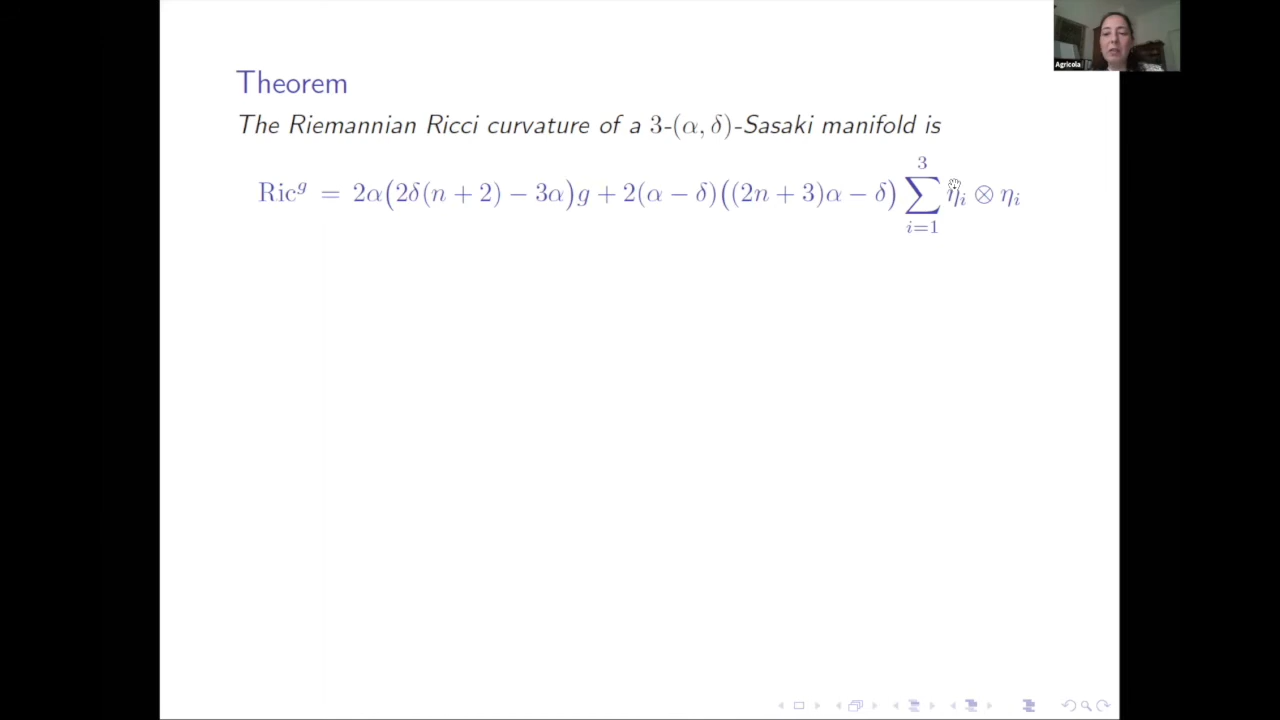 Agricola
Theorem
The Riemannian Ricci curvature of a 3-(α, δ)-Sasaki manifold is
Ric^g = 2α(2δ(n + 2) − 3α)g + 2(α − δ)((2n + 3)α − δ) ∑_{i=1}^{3} η_i ⊗ η_i